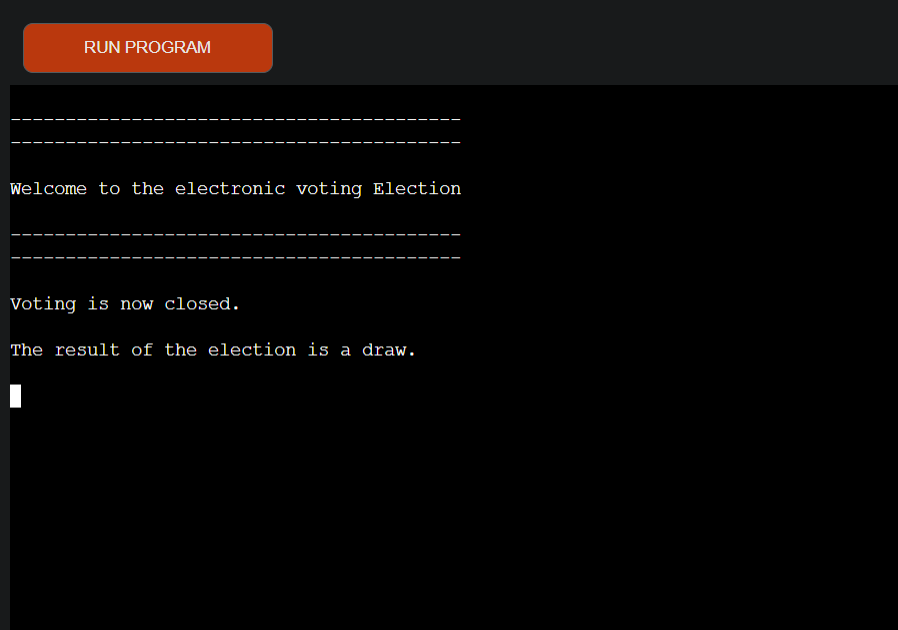 RUN PROGRAM
-----------------------------------------
-----------------------------------------
Welcome to the electronic voting Election
-----------------------------------------
-----------------------------------------
Voting is now closed.
The result of the election is a draw.